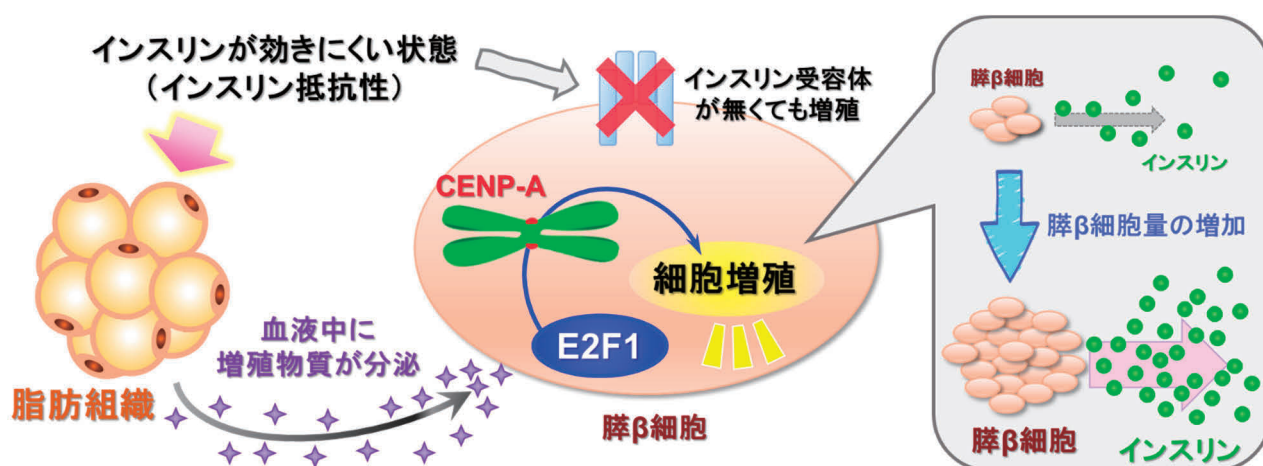 インスリンが効きにくい状態
（インスリン抵抗性）
インスリン受容体
が無くても増殖
CENP-A
細胞増殖
E2F1
血液中に
増殖物質が分泌
脂肪組織
膵β細胞
膵β細胞
インスリン
膵β細胞量の増加
膵β細胞
インスリン